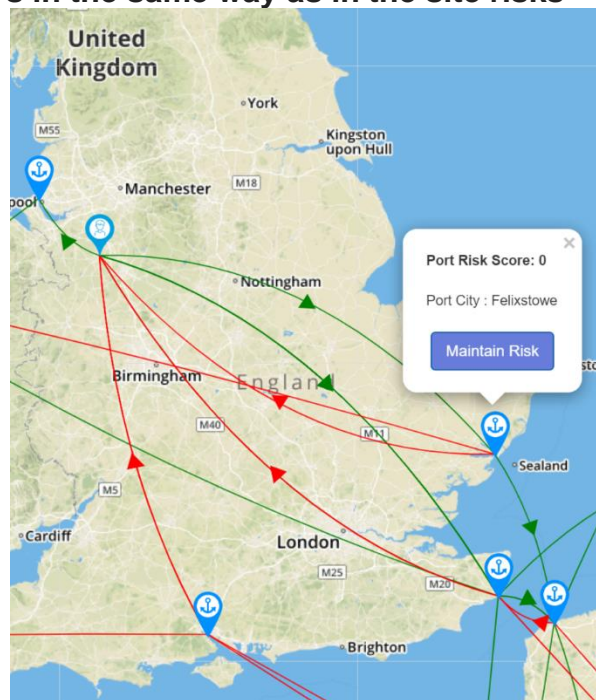 s in the same way as in the site risks
United
Kingdom
York
M55
Kingston
upon Hull
Manchester
M18
pool
Port Risk Score: 0
Nottingham
Port City : Felixstowe
Maintain Risk
Birmingham
England
M40
M11
Sealand
M5
Cardiff
London
M25
M20
Brighton